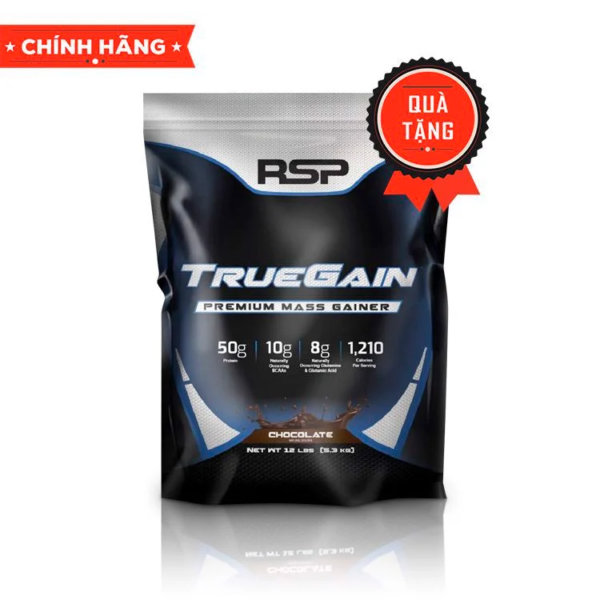 CHÍNH HÃNG
QUÀ
TẶNG
RSP
TRUEGAIN
PREMIUM MASS GAINER
50g 10g 8g 1,210
Protein Naturally Naturally Calories
Occurring Occurring Glutamine Per Serving
BCAAs & Glutamic Acid
CHOCOLATE
NET WT 12 LBS (5.3 KG)